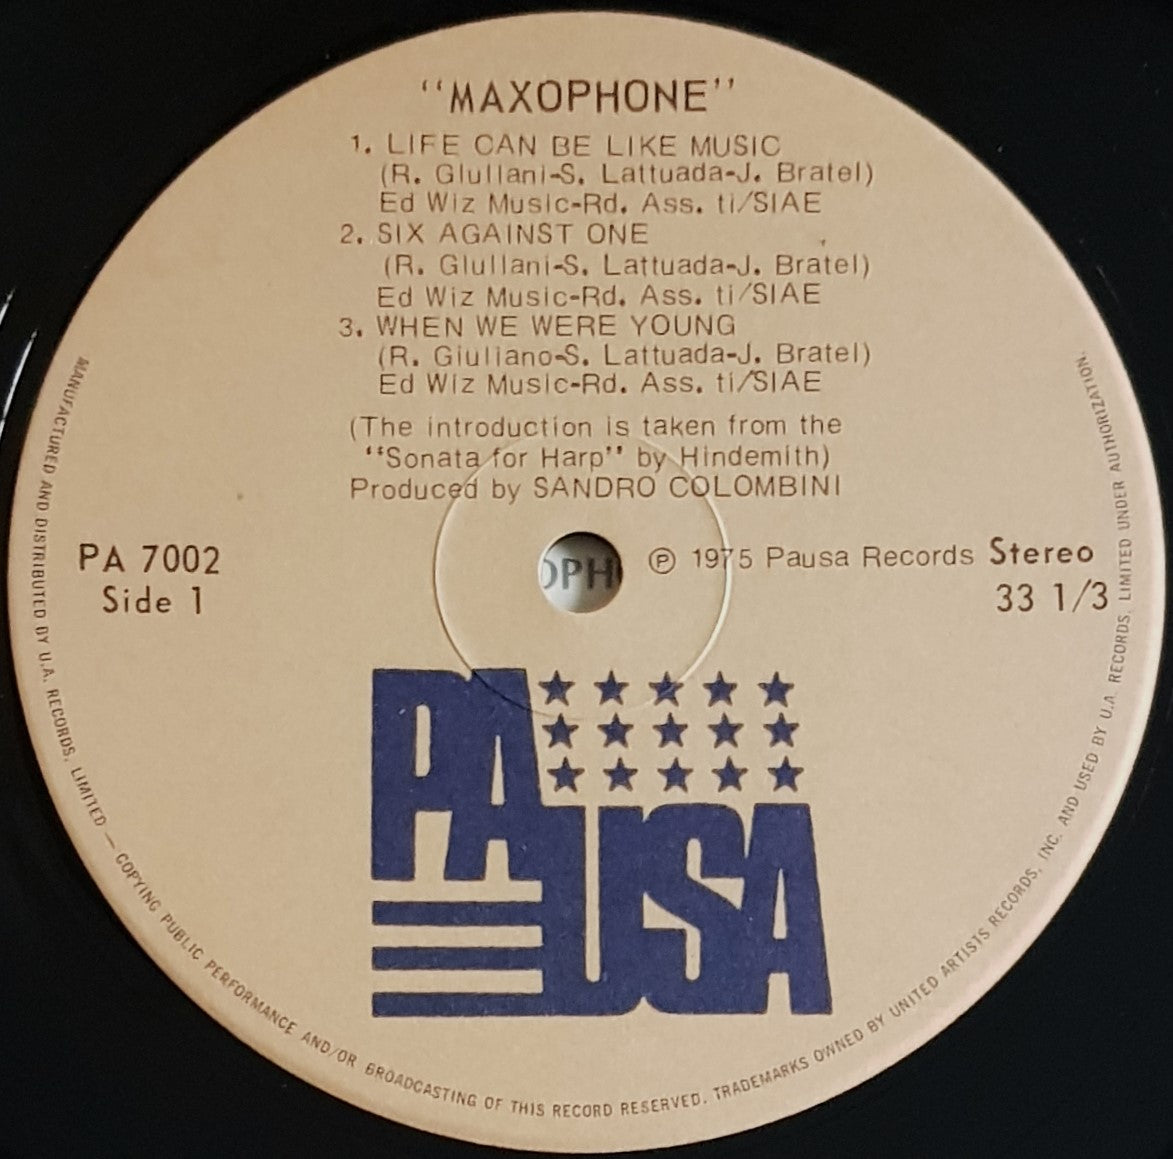 “MAXOPHONE”
1. LIFE CAN BE LIKE MUSIC
(R. Giullani-S. Lattuada-J. Bratel)
Ed Wiz Music-Rd. Ass. ti/SIAE
2. SIX AGAINST ONE
(R. Giullani-S. Lattuada-J. Bratel)
Ed Wiz Music-Rd. Ass. ti/SIAE
3. WHEN WE WERE YOUNG
(R. Giuliano-S. Lattuada-J. Bratel)
Ed Wiz Music-Rd. Ass. ti/SIAE
(The introduction is taken from the
“Sonata for Harp” by Hindemith)
Produced by SANDRO COLOMBINI
PA 7002
Side 1
OPH
℗ 1975 Pausa Records Stereo
33 1/3
PA
USA
MANUFACTURED AND DISTRIBUTED BY U.A. RECORDS, LIMITED — COPYING PUBLIC PERFORMANCE AND/OR BROADCASTING OF THIS RECORD RESERVED. TRADEMARKS OWNED BY UNITED ARTISTS RECORDS, INC. AND USED BY U.A. RECORDS, LIMITED UNDER AUTHORIZATION.